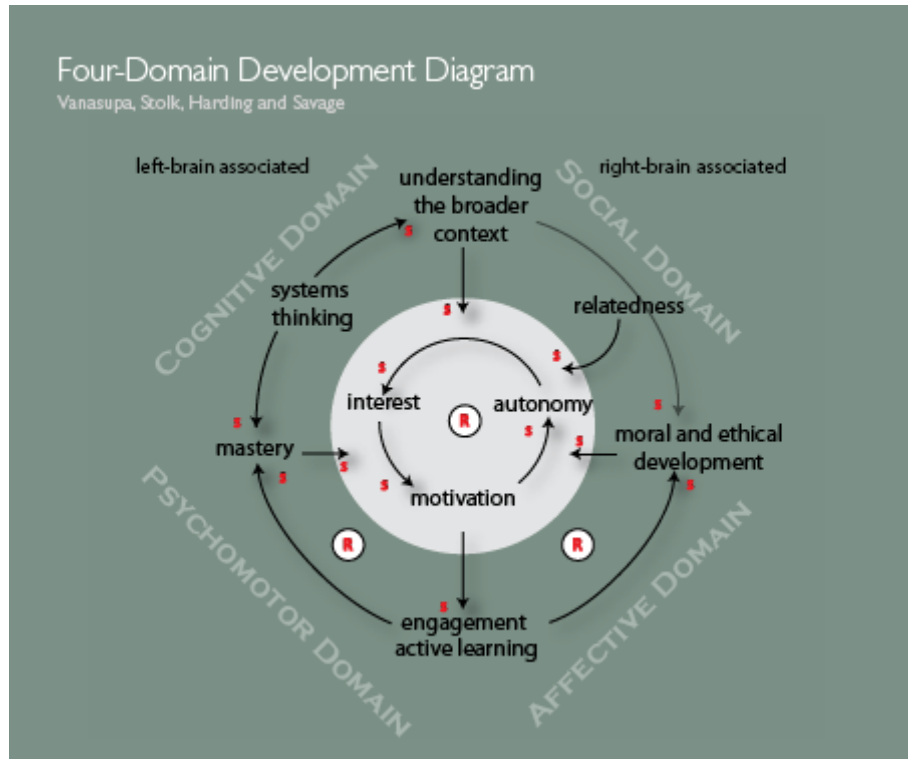 Four-Domain Development Diagram
Vanasupa, Stolk, Harding and Savage
left-brain associated
right-brain associated
COGNITIVE DOMAIN
SOCIAL DOMAIN
understanding
the broader
context
S
systems
thinking
relatedness
S
S
S
interest
autonomy
R
S
S
mastery
S
S
S
S
moral and ethical
development
S
S
motivation
R
R
PSYCHOMOTOR DOMAIN
AFFECTIVE DOMAIN
S
engagement
active learning